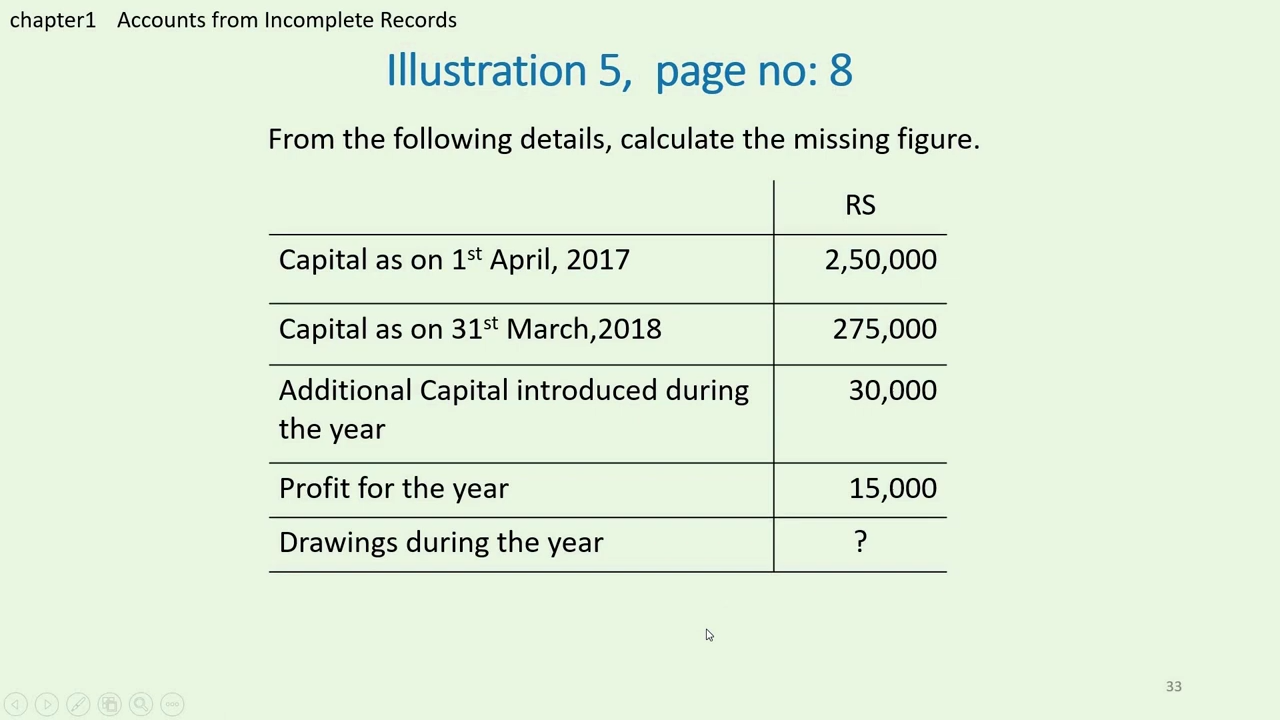 chapter1 Accounts from Incomplete Records
Illustration 5, page no: 8
From the following details, calculate the missing figure.
RS
Capital as on 1st April, 2017 2,50,000
Capital as on 31st March,2018 275,000
Additional Capital introduced during 30,000
the year
Profit for the year 15,000
Drawings during the year ?
33